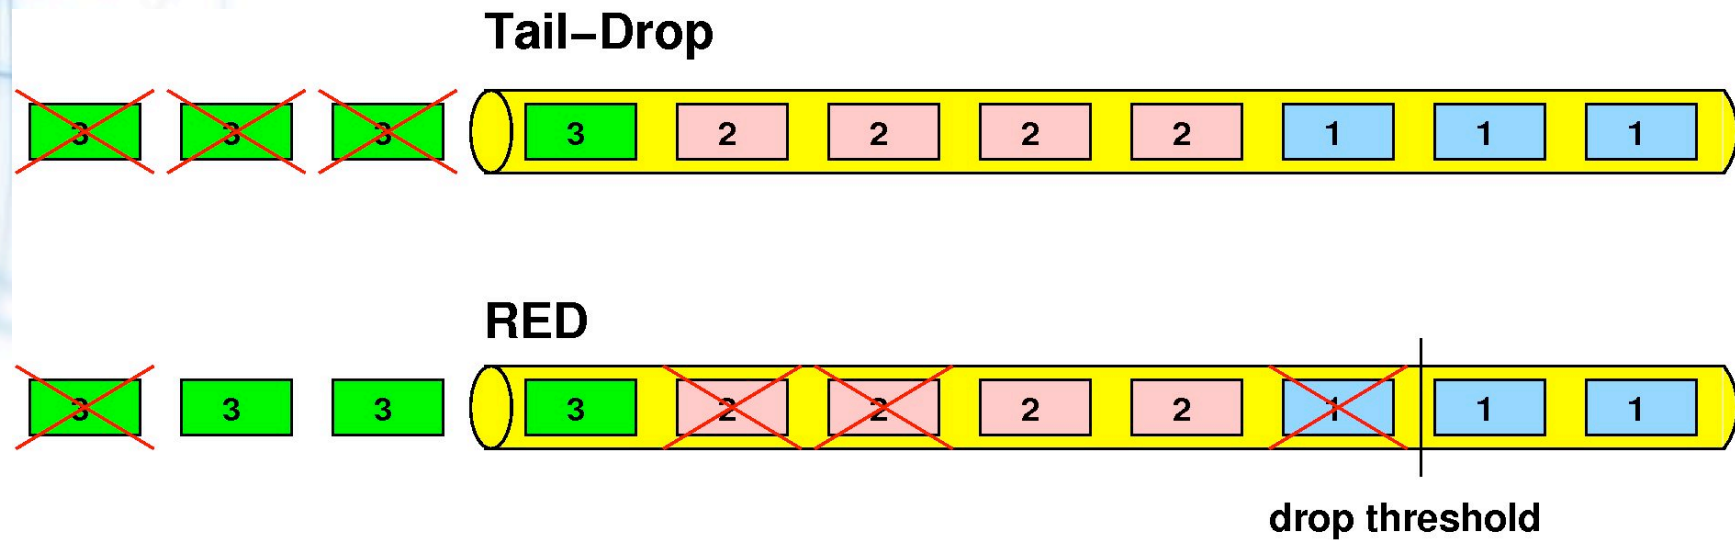 Tail–Drop
3 3 3 3 2 2 2 2 1 1 1
RED
3 3 3 3 2 2 2 2 1 1 1
drop threshold